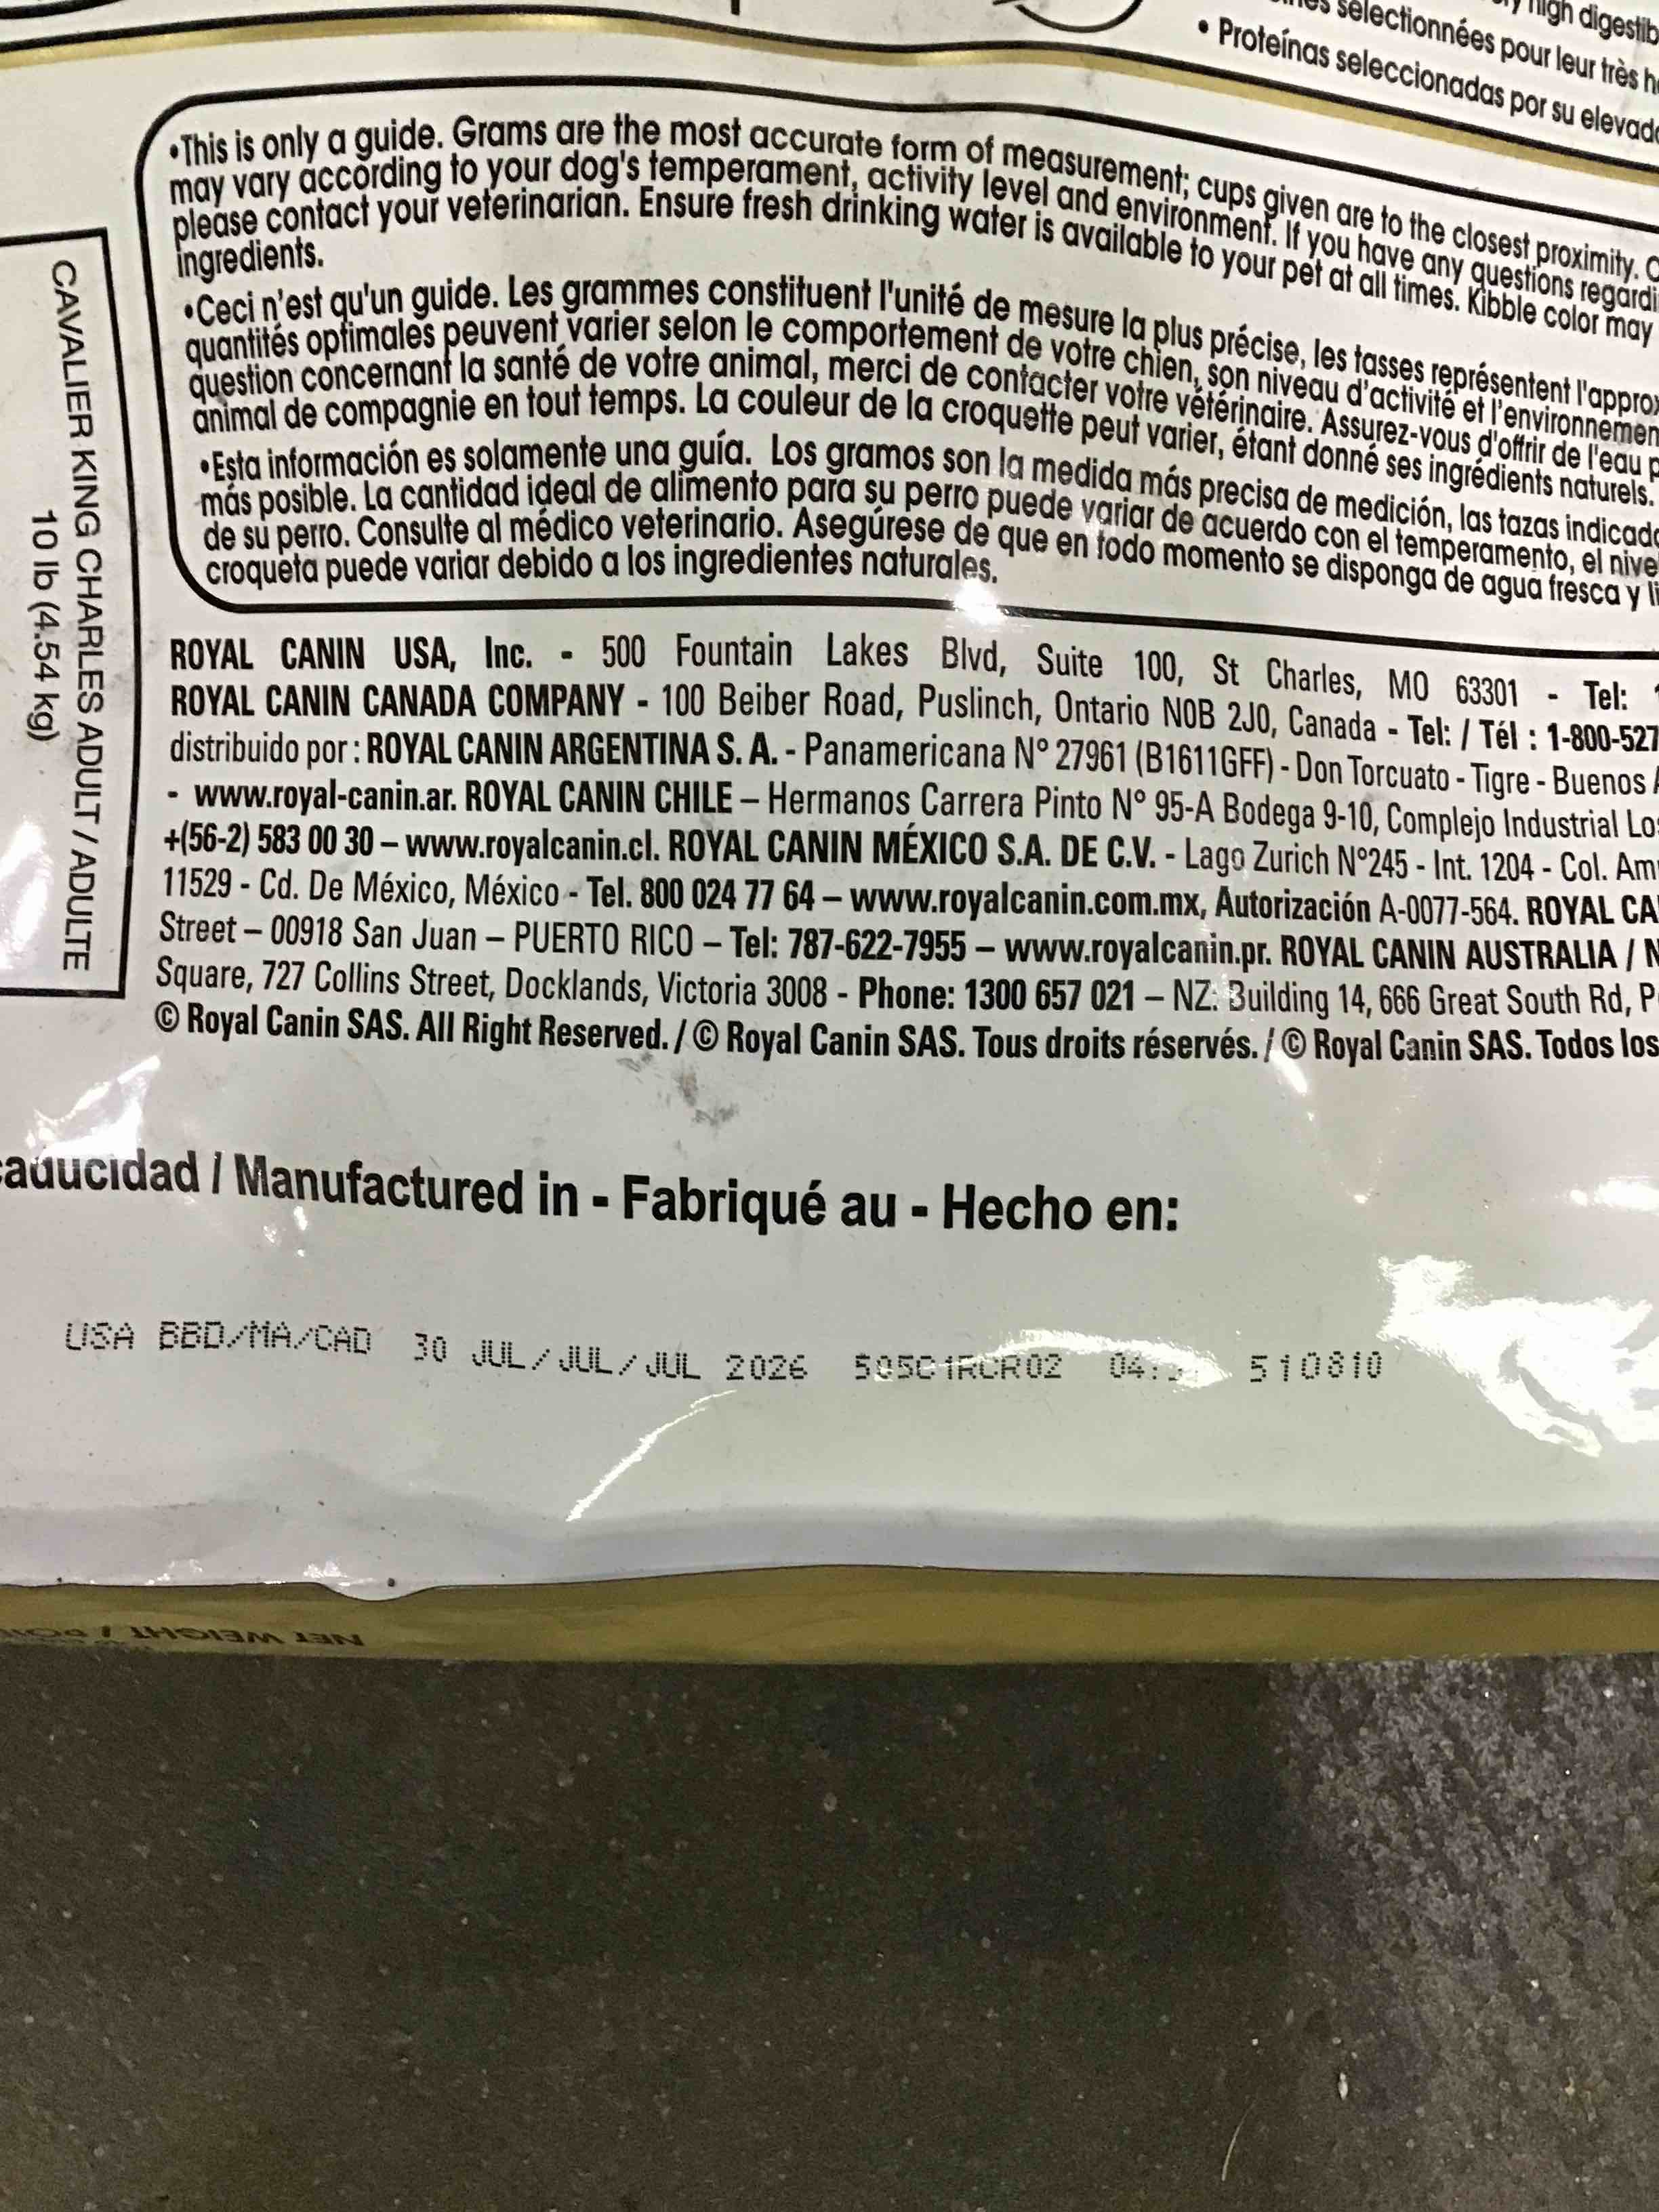 high digestib
sélectionnées pour leur très h
• Proteínas seleccionadas por su elevad
•This is only a guide. Grams are the most accurate form of measurement; cups given are to the closest proximity.
may vary according to your dog's temperament, activity level and environment. If you have any questions regardi
please contact your veterinarian. Ensure fresh drinking water is available to your pet at all times. Kibble color may
ingredients.
•Ceci n'est qu'un guide. Les grammes constituent l'unité de mesure la plus précise, les tasses représentent l'approx
quantités optimales peuvent varier selon le comportement de votre chien, son niveau d'activité et l'environnemen
question concernant la santé de votre animal, merci de contacter votre vétérinaire. Assurez-vous d'offrir de l'eau p
animal de compagnie en tout temps. La couleur de la croquette peut varier, étant donné ses ingrédients naturels.
•Esta información es solamente una guía. Los gramos son la medida más precisa de medición, las tazas indicad
más posible. La cantidad ideal de alimento para su perro puede variar de acuerdo con el temperamento, el nive
de su perro. Consulte al médico veterinario. Asegúrese de que en todo momento se disponga de agua fresca y li
croqueta puede variar debido a los ingredientes naturales.
CAVALIER KING CHARLES ADULT / ADULTE
10 lb (4.54 kg)
ROYAL CANIN USA, Inc. - 500 Fountain Lakes Blvd, Suite 100, St Charles, MO 63301 - Tel:
ROYAL CANIN CANADA COMPANY - 100 Beiber Road, Puslinch, Ontario N0B 2J0, Canada - Tel: / Tél : 1-800-527
distribuido por : ROYAL CANIN ARGENTINA S. A. - Panamericana N° 27961 (B1611GFF) - Don Torcuato - Tigre - Buenos A
- www.royal-canin.ar. ROYAL CANIN CHILE – Hermanos Carrera Pinto N° 95-A Bodega 9-10, Complejo Industrial Lo
+(56-2) 583 00 30 – www.royalcanin.cl. ROYAL CANIN MÉXICO S.A. DE C.V. - Lago Zurich N°245 - Int. 1204 - Col. Am
11529 - Cd. De México, México - Tel. 800 024 77 64 – www.royalcanin.com.mx, Autorización A-0077-564. ROYAL CA
Street – 00918 San Juan – PUERTO RICO – Tel: 787-622-7955 – www.royalcanin.pr. ROYAL CANIN AUSTRALIA / N
Square, 727 Collins Street, Docklands, Victoria 3008 - Phone: 1300 657 021 – NZ: Building 14, 666 Great South Rd, P
© Royal Canin SAS. All Right Reserved. / © Royal Canin SAS. Tous droits réservés. / © Royal Canin SAS. Todos los
caducidad / Manufactured in - Fabriqué au - Hecho en:
USA BBD/MA/CAD 30 JUL/JUL/JUL 2026 510810
NET WEIGHT /